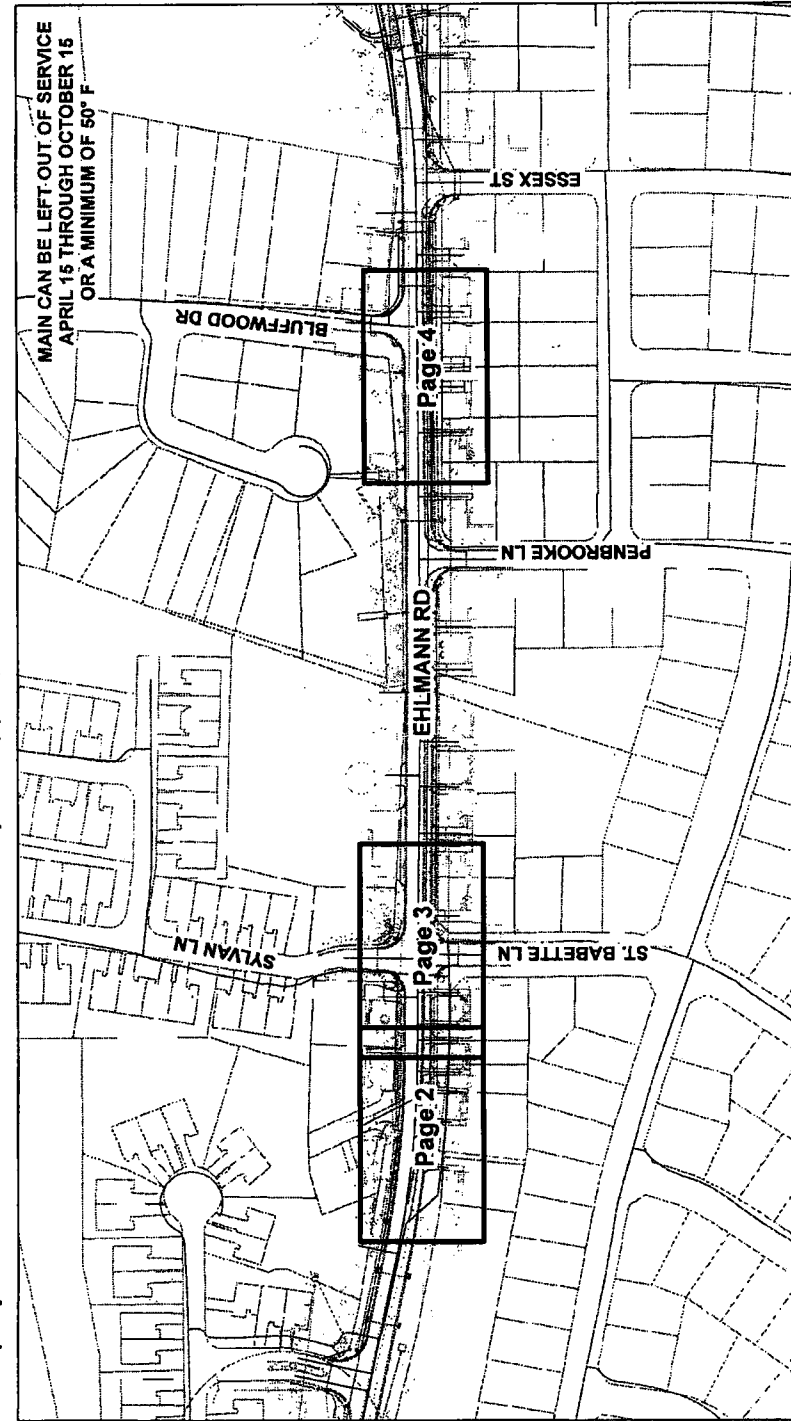 MAIN CAN BE LEFT OUT OF SERVICE
APRIL 15 THROUGH OCTOBER 15
OR A MINIMUM OF 50° F
BLUFFWOOD DR
ESSEX ST
Page 4
PENBROOKE LN
EHLMANN RD
SYLVAN LN
Page 3
ST. BABETTE LN
Page 2